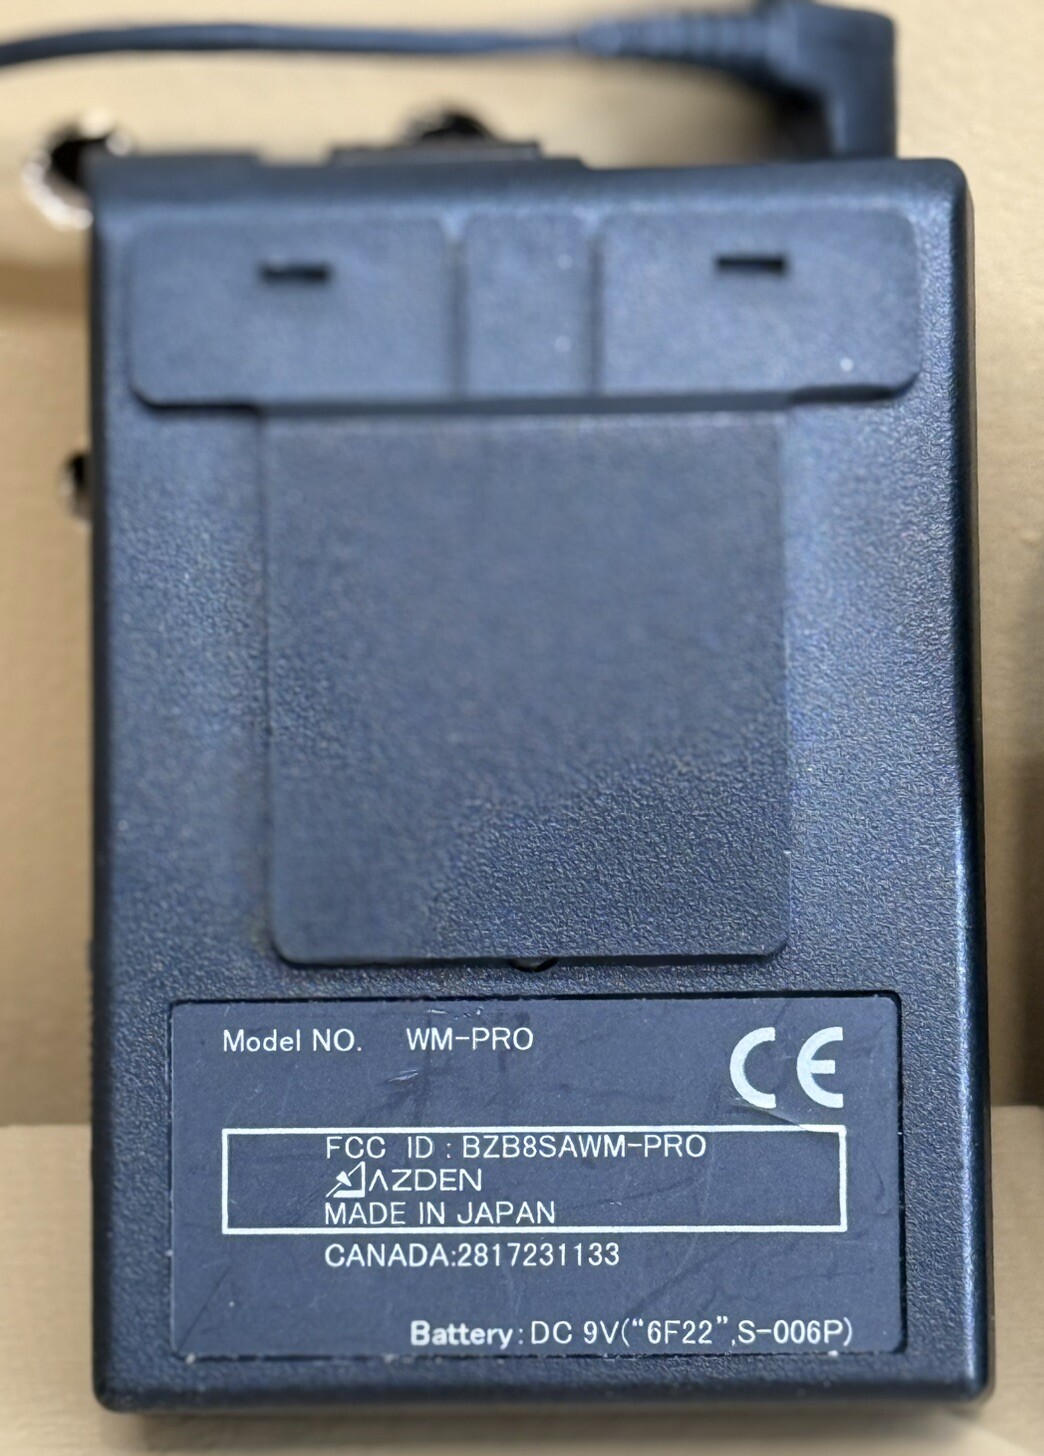 Model NO. WM-PRO
CE
FCC ID : BZB8SAWM-PRO
AZDEN
MADE IN JAPAN
CANADA:2817231133
Battery: DC 9V(“6F22”,S-006P)